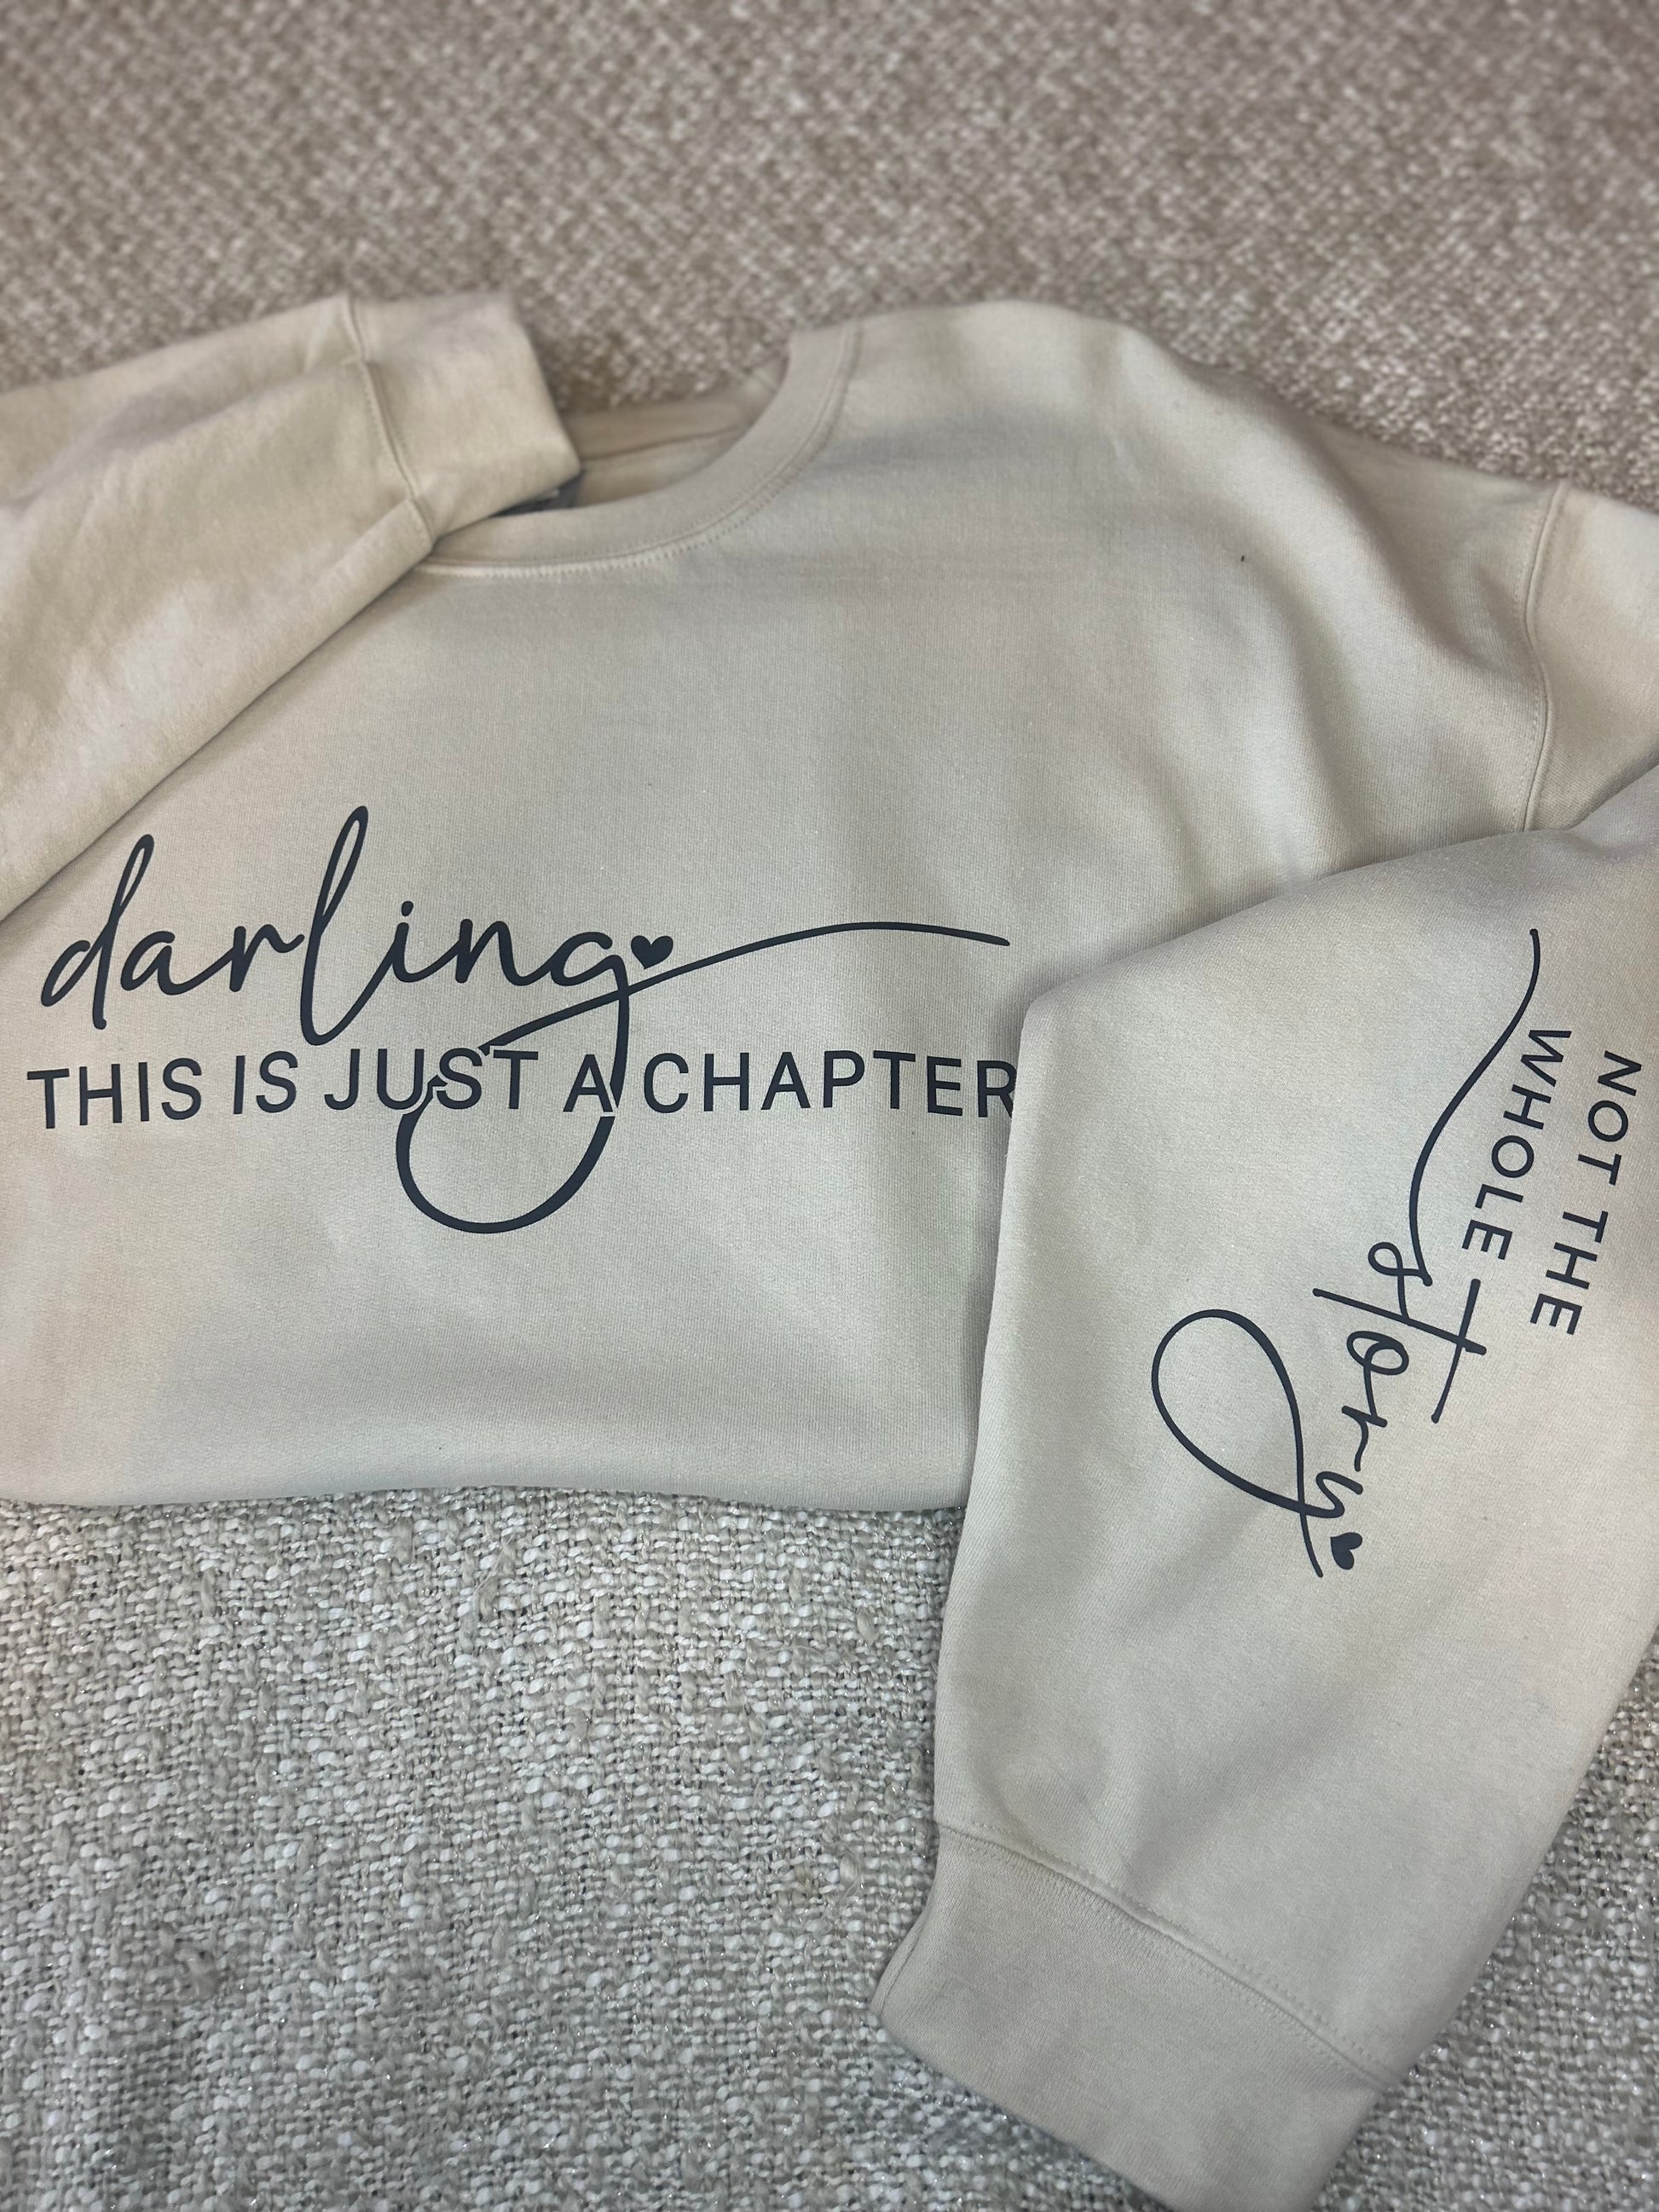 darling
THIS IS JUST A CHAPTER
NOT THE
WHOLE
story